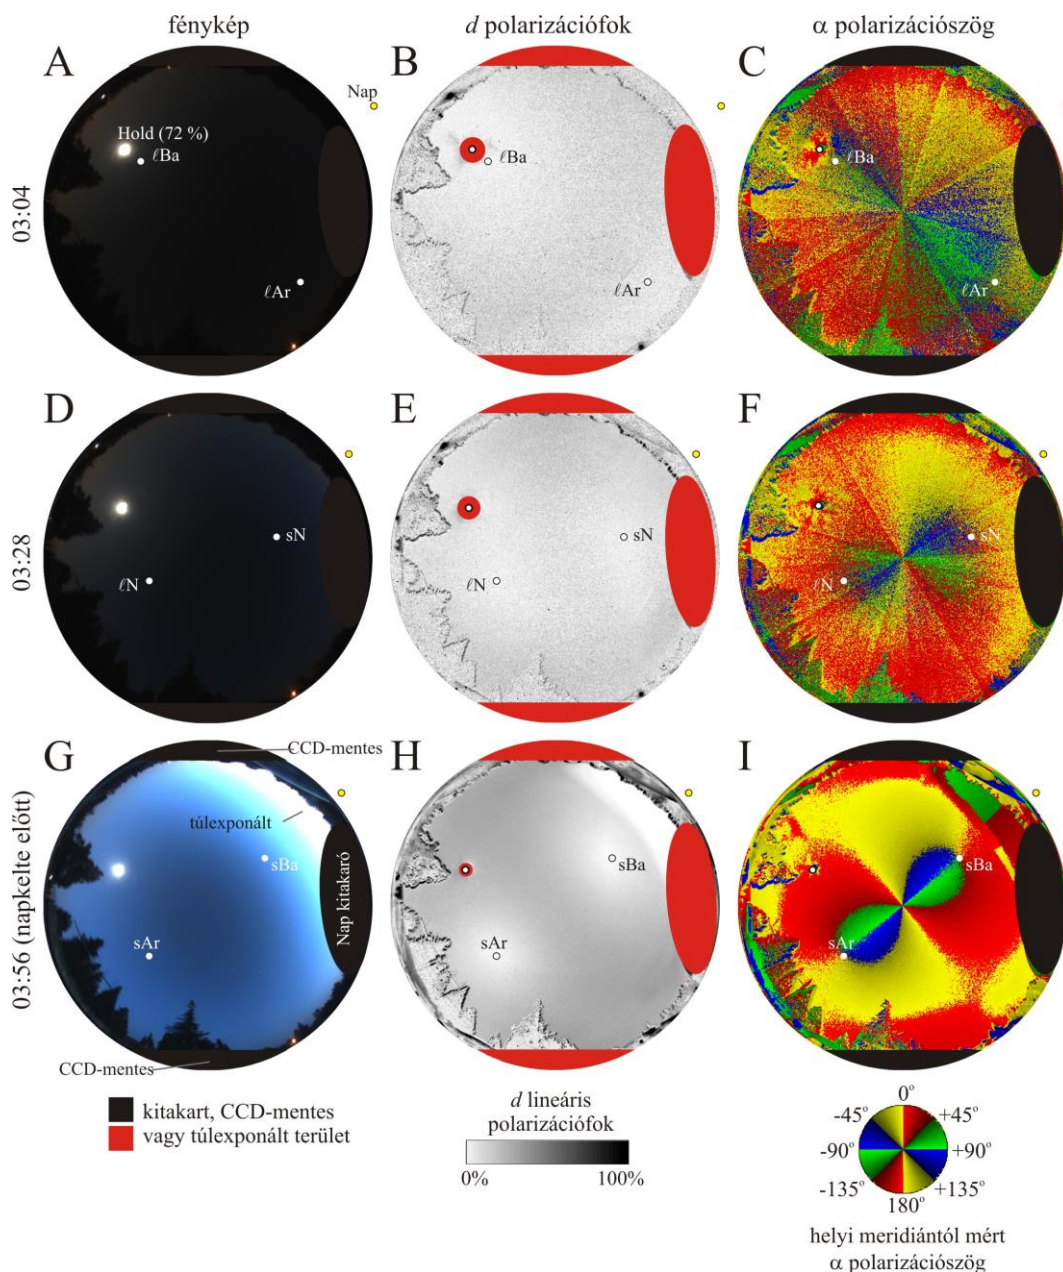 fénykép
d polarizációfok
α polarizációszög
A
B
C
Nap
Hold (72 %)
ℓBa
ℓBa
ℓBa
ℓAr
ℓAr
ℓAr
03:04
D
E
F
sN
sN
sN
ℓN
ℓN
ℓN
03:28
G
H
I
CCD-mentes
túlexponált
sBa
sBa
sBa
Nap kitakaró
sAr
sAr
sAr
CCD-mentes
03:56 (napkelte előtt)
kitakart, CCD-mentes
vagy túlexponált terület
d lineáris
polarizációfok
0%
100%
0°
-45°
+45°
-90°
+90°
-135°
+135°
180°
helyi meridiántól mért
α polarizációszög